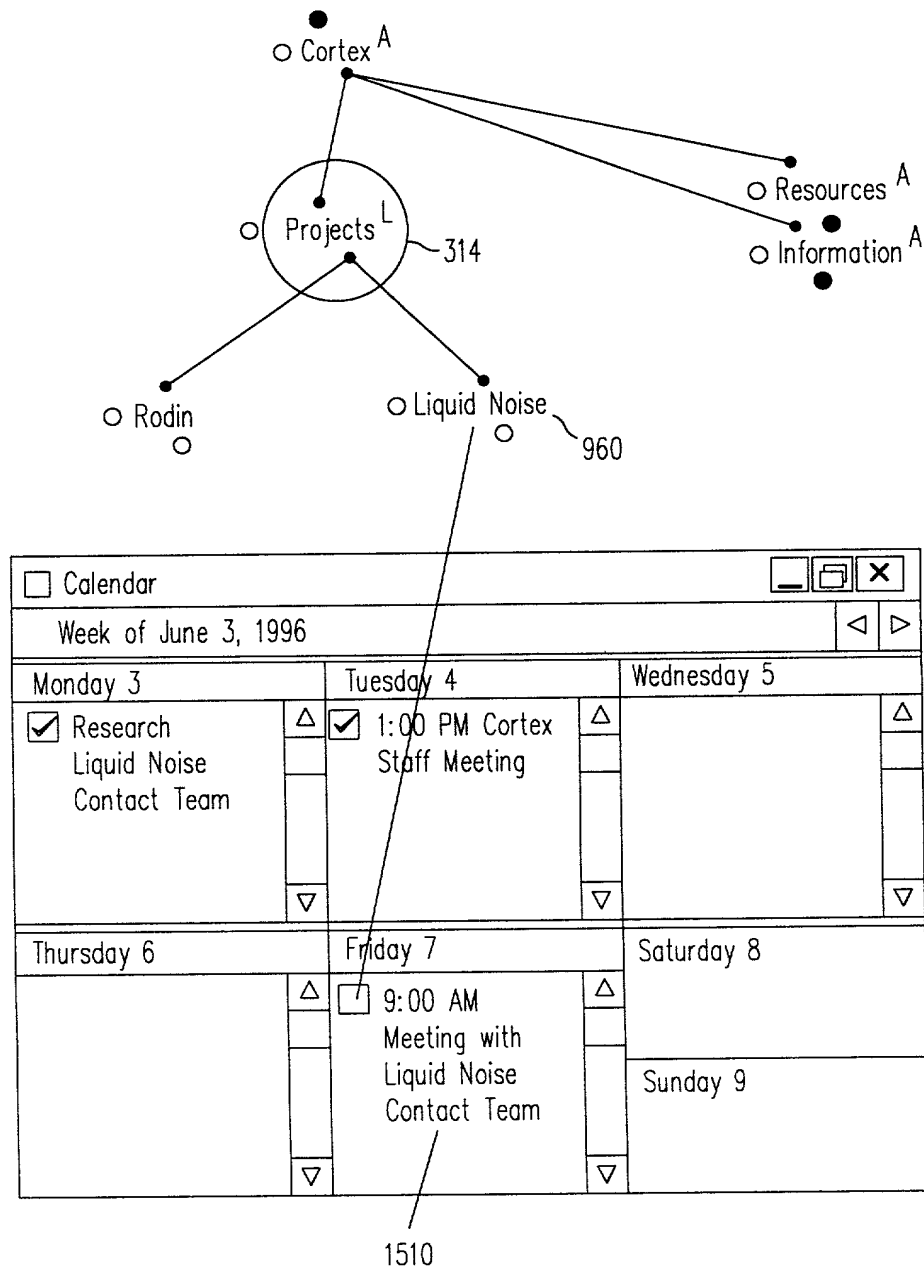 Cortex A
Resources A
Projects L
314
Information A
Rodin
Liquid Noise
960
Calendar
Week of June 3, 1996
Monday 3
Research
Liquid Noise
Contact Team
Tuesday 4
1:00 PM Cortex
Staff Meeting
Wednesday 5
Thursday 6
Friday 7
9:00 AM
Meeting with
Liquid Noise
Contact Team
Saturday 8
Sunday 9
1510